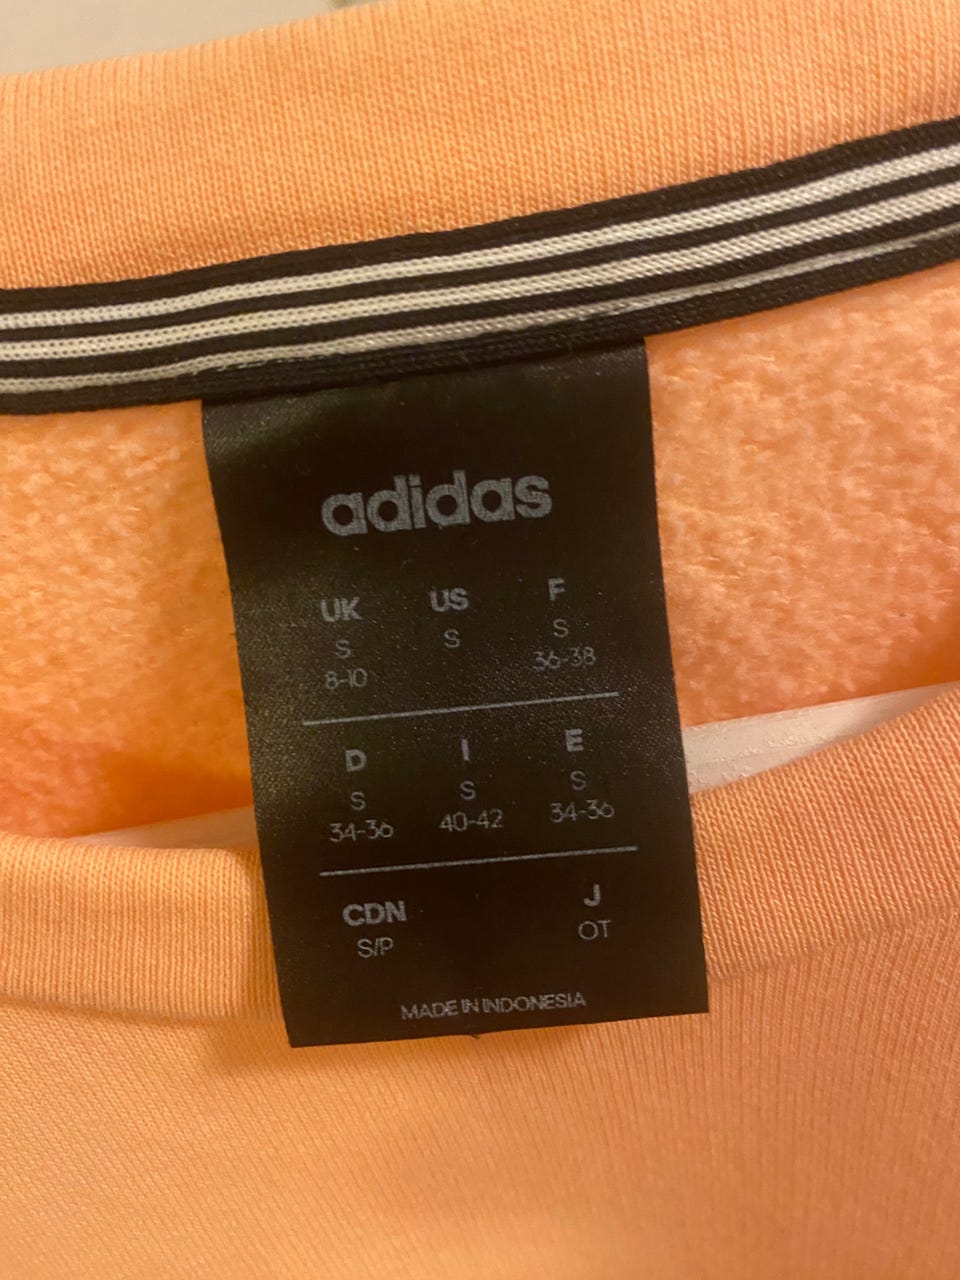 adidas
UK US F
S S S
8-10 36-38
D I E
S S S
34-36 40-42 34-36
CDN J
S/P OT
MADE IN INDONESIA